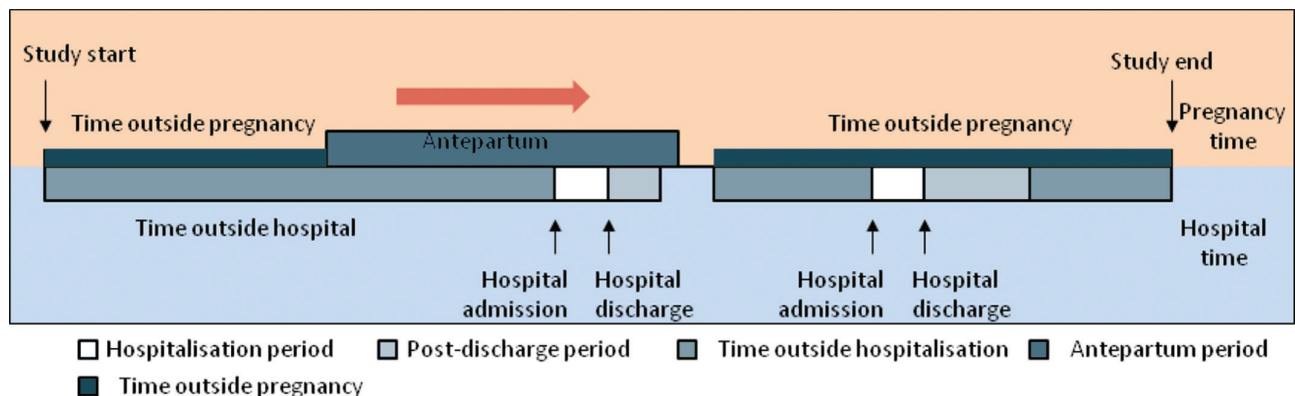 Study start
Study end
Time outside pregnancy
Antepartum
Time outside pregnancy
Pregnancy
time
Time outside hospital
Hospital
time
Hospital
admission
Hospital
discharge
Hospital
admission
Hospital
discharge
Hospitalisation period
Post-discharge period
Time outside hospitalisation
Antepartum period
Time outside pregnancy